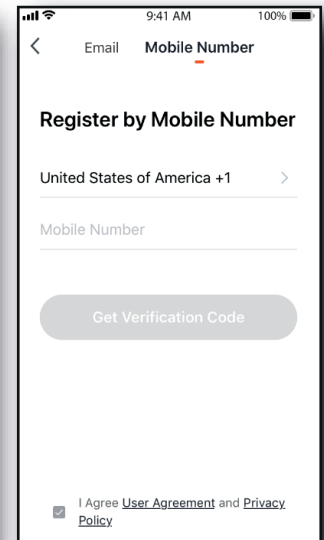 9:41 AM 100%
Email Mobile Number
Register by Mobile Number
United States of America +1
Mobile Number
Get Verification Code
I Agree User Agreement and Privacy
Policy